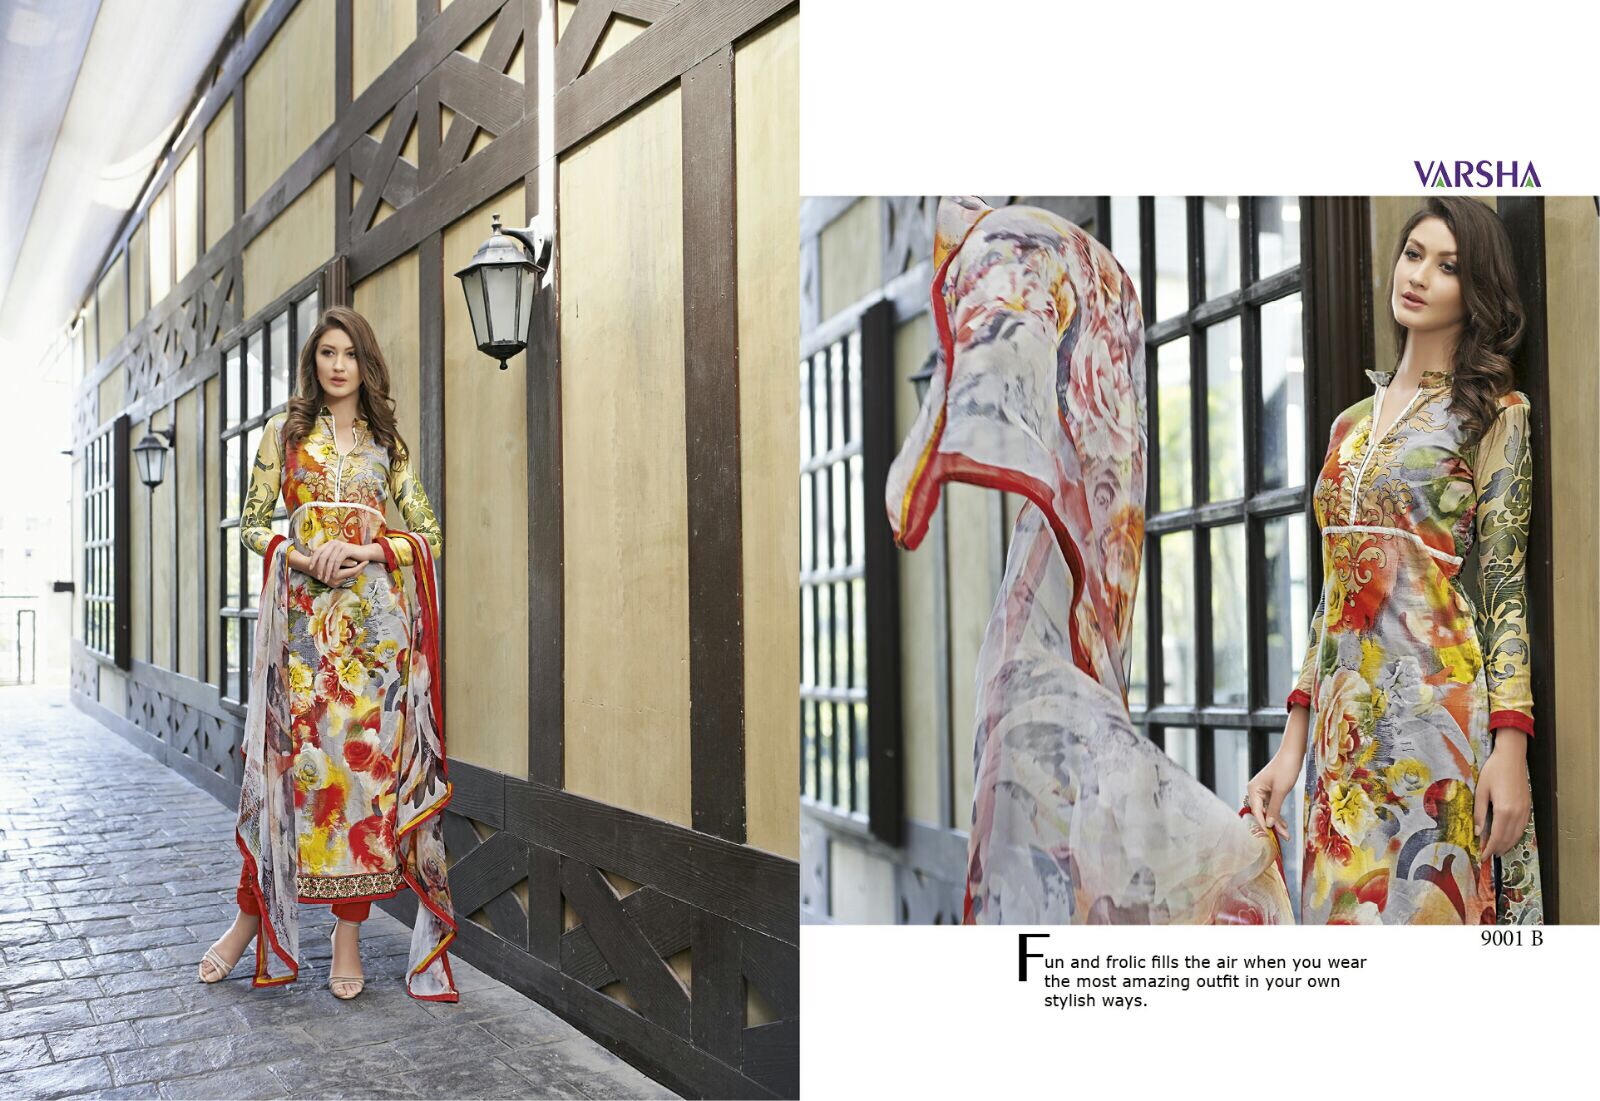 VARSHA
9001 B
Fun and frolic fills the air when you wear
the most amazing outfit in your own
stylish ways.